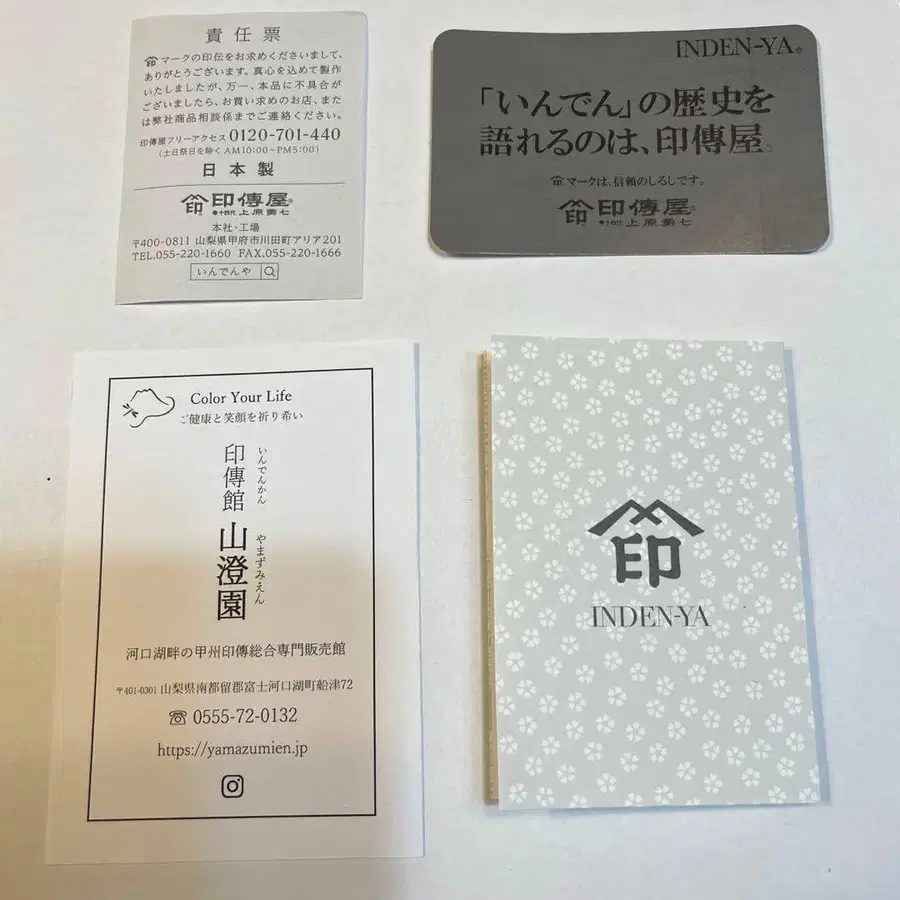 責任票
印マークの印伝をお求めくださいまして、
ありがとうございます。真心を込めて製作
いたしましたが、万一、本品に不具合が
ございましたら、お買い求めのお店、また
は弊社商品相談係までご連絡ください。
印傳屋フリーアクセス 0120-701-440
(土日祭日を除く AM10:00~PM5:00)
日本製
印 印傳屋®
上原勇七
本社・工場
〒400-0811 山梨県甲府市川田町アリア201
TEL.055-220-1660 FAX.055-220-1666
いんでんや
INDEN-YA®
「いんでん」の歴史を
語れるのは、印傳屋。
印マークは、信頼のしるしです。
印 印傳屋®
上原勇七
Color Your Life
ご健康と笑顔を祈り希い
印傳館 いんでんかん
山澄園 やまずみえん
河口湖畔の甲州印傳総合専門販売館
〒401-0301 山梨県南都留郡富士河口湖町船津72
☏ 0555-72-0132
https://yamazumien.jp
印
INDEN-YA